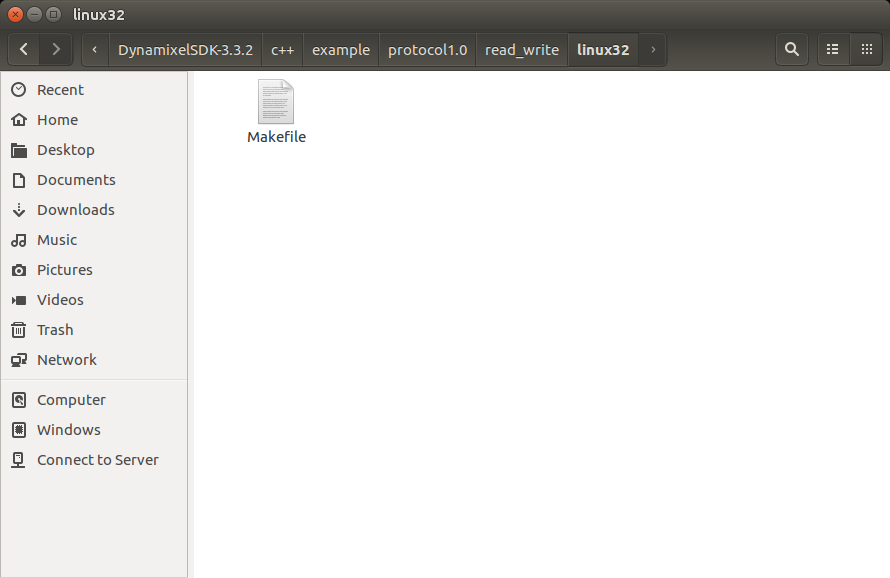 linux32
DynamixelSDK-3.3.2 c++ example protocol1.0 read_write linux32
Recent
Home
Desktop
Documents
Downloads
Music
Pictures
Videos
Trash
Network
Computer
Windows
Connect to Server
Makefile